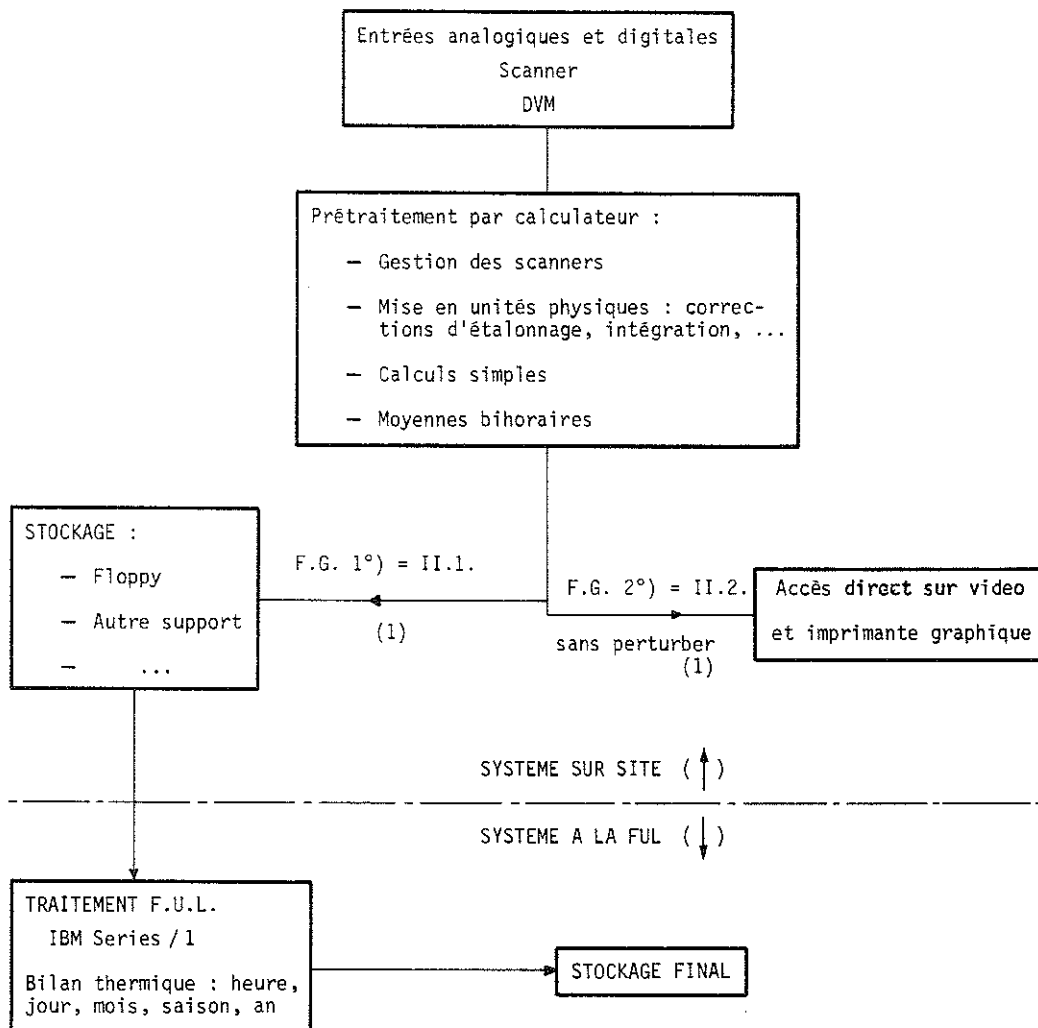 Entrées analogiques et digitales
Scanner
DVM
Prétraitement par calculateur :
— Gestion des scanners
— Mise en unités physiques : correc-
tions d'étalonnage, intégration, ...
— Calculs simples
— Moyennes bihoraires
STOCKAGE :
— Floppy
— Autre support
— ...
F.G. 1°) = II.1.
(1)
F.G. 2°) = II.2.
sans perturber
(1)
Accès direct sur video
et imprimante graphique
SYSTEME SUR SITE (↑)
SYSTEME A LA FUL (↓)
TRAITEMENT F.U.L.
IBM Series / 1
Bilan thermique : heure,
jour, mois, saison, an
STOCKAGE FINAL